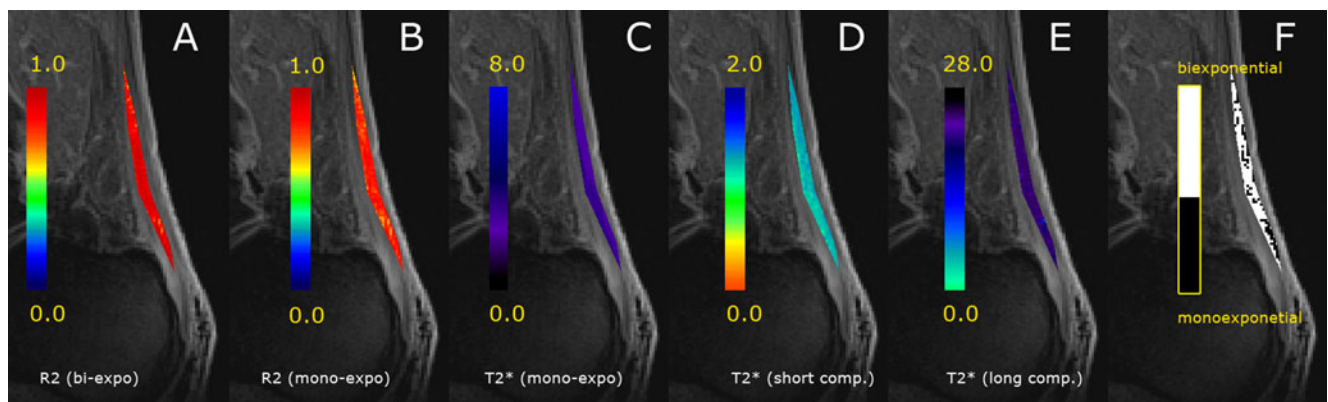 A B C D E F
1.0 1.0 8.0 2.0 28.0 biexponential
0.0 0.0 0.0 0.0 0.0 monoexponetial
R2 (bi-expo) R2 (mono-expo) T2* (mono-expo) T2* (short comp.) T2* (long comp.)